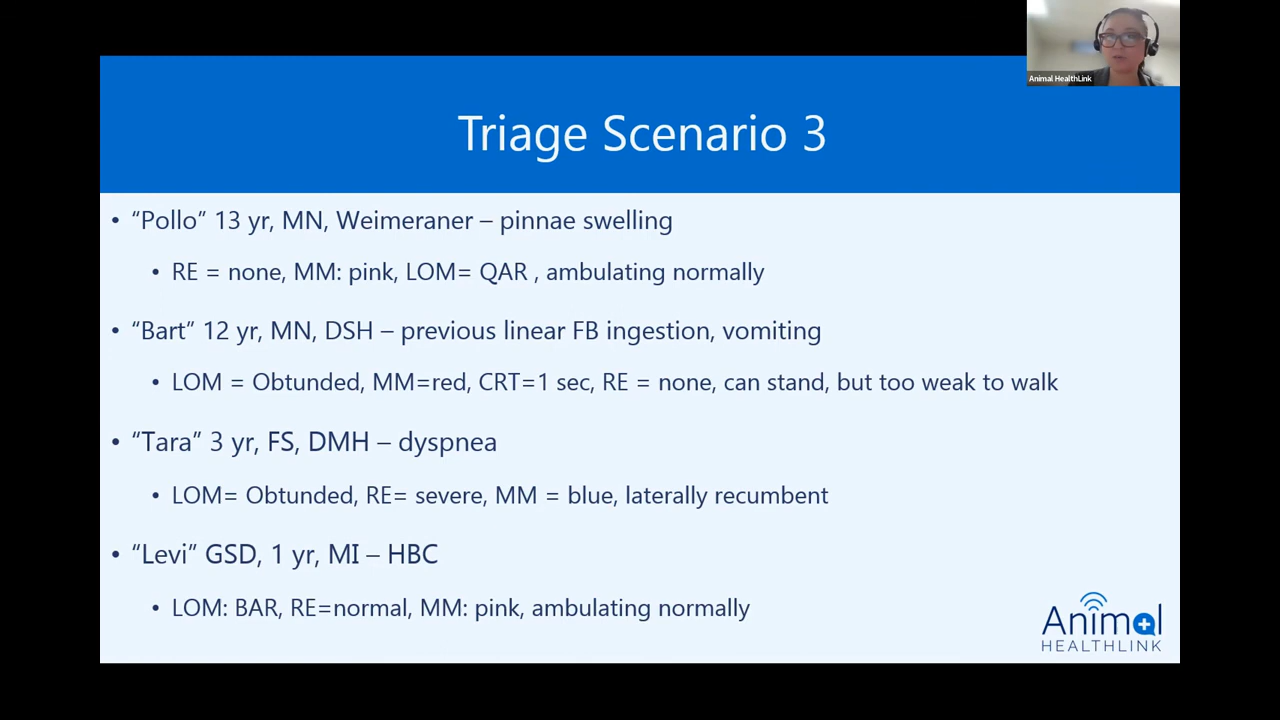 Animal HealthLink
Triage Scenario 3
• “Pollo” 13 yr, MN, Weimeraner – pinnae swelling
• RE = none, MM: pink, LOM= QAR , ambulating normally
• “Bart” 12 yr, MN, DSH – previous linear FB ingestion, vomiting
• LOM = Obtunded, MM=red, CRT=1 sec, RE = none, can stand, but too weak to walk
• “Tara” 3 yr, FS, DMH – dyspnea
• LOM= Obtunded, RE= severe, MM = blue, laterally recumbent
• “Levi” GSD, 1 yr, MI – HBC
• LOM: BAR, RE=normal, MM: pink, ambulating normally
Animal
HEALTHLINK